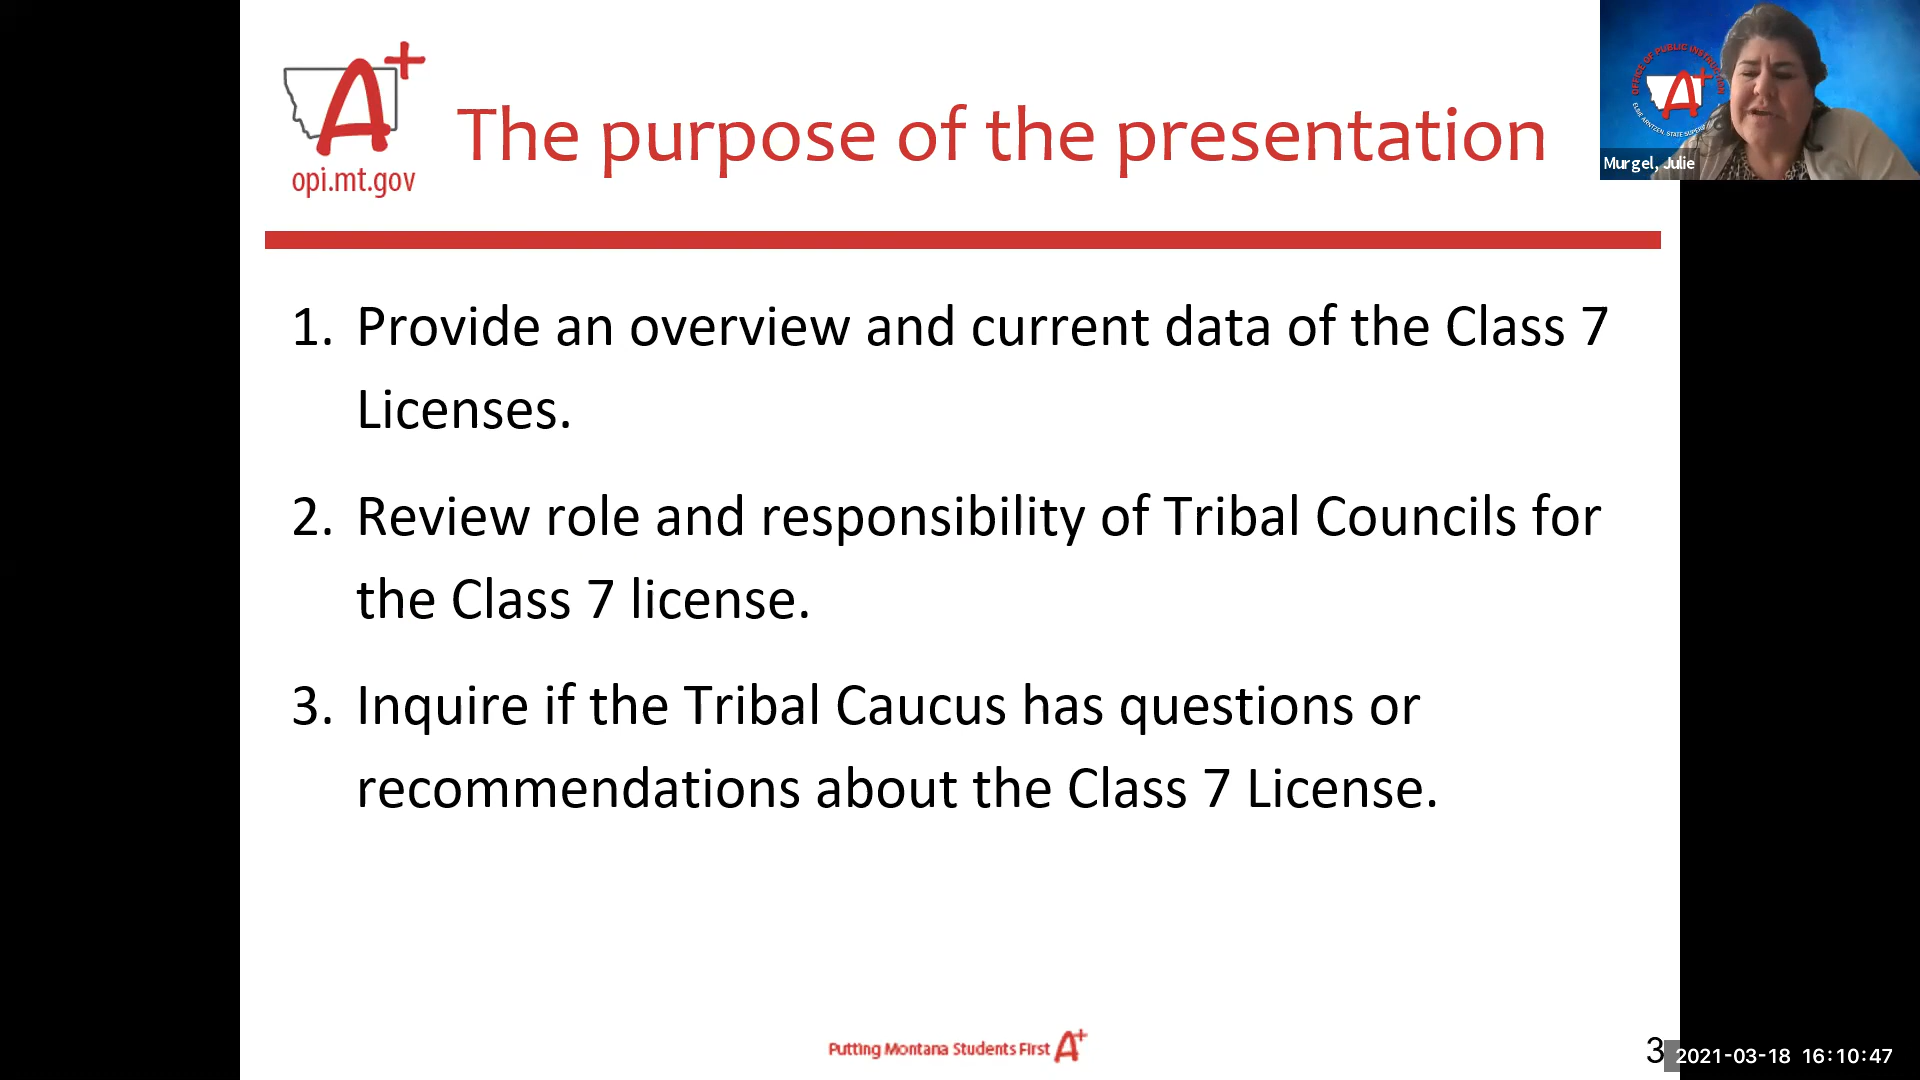 A+
opi.mt.gov
The purpose of the presentation
OFFICE OF PUBLIC
Murgel, Julie
1. Provide an overview and current data of the Class 7
Licenses.
2. Review role and responsibility of Tribal Councils for
the Class 7 license.
3. Inquire if the Tribal Caucus has questions or
recommendations about the Class 7 License.
Putting Montana Students First A+
3
2021-03-18 16:10:47